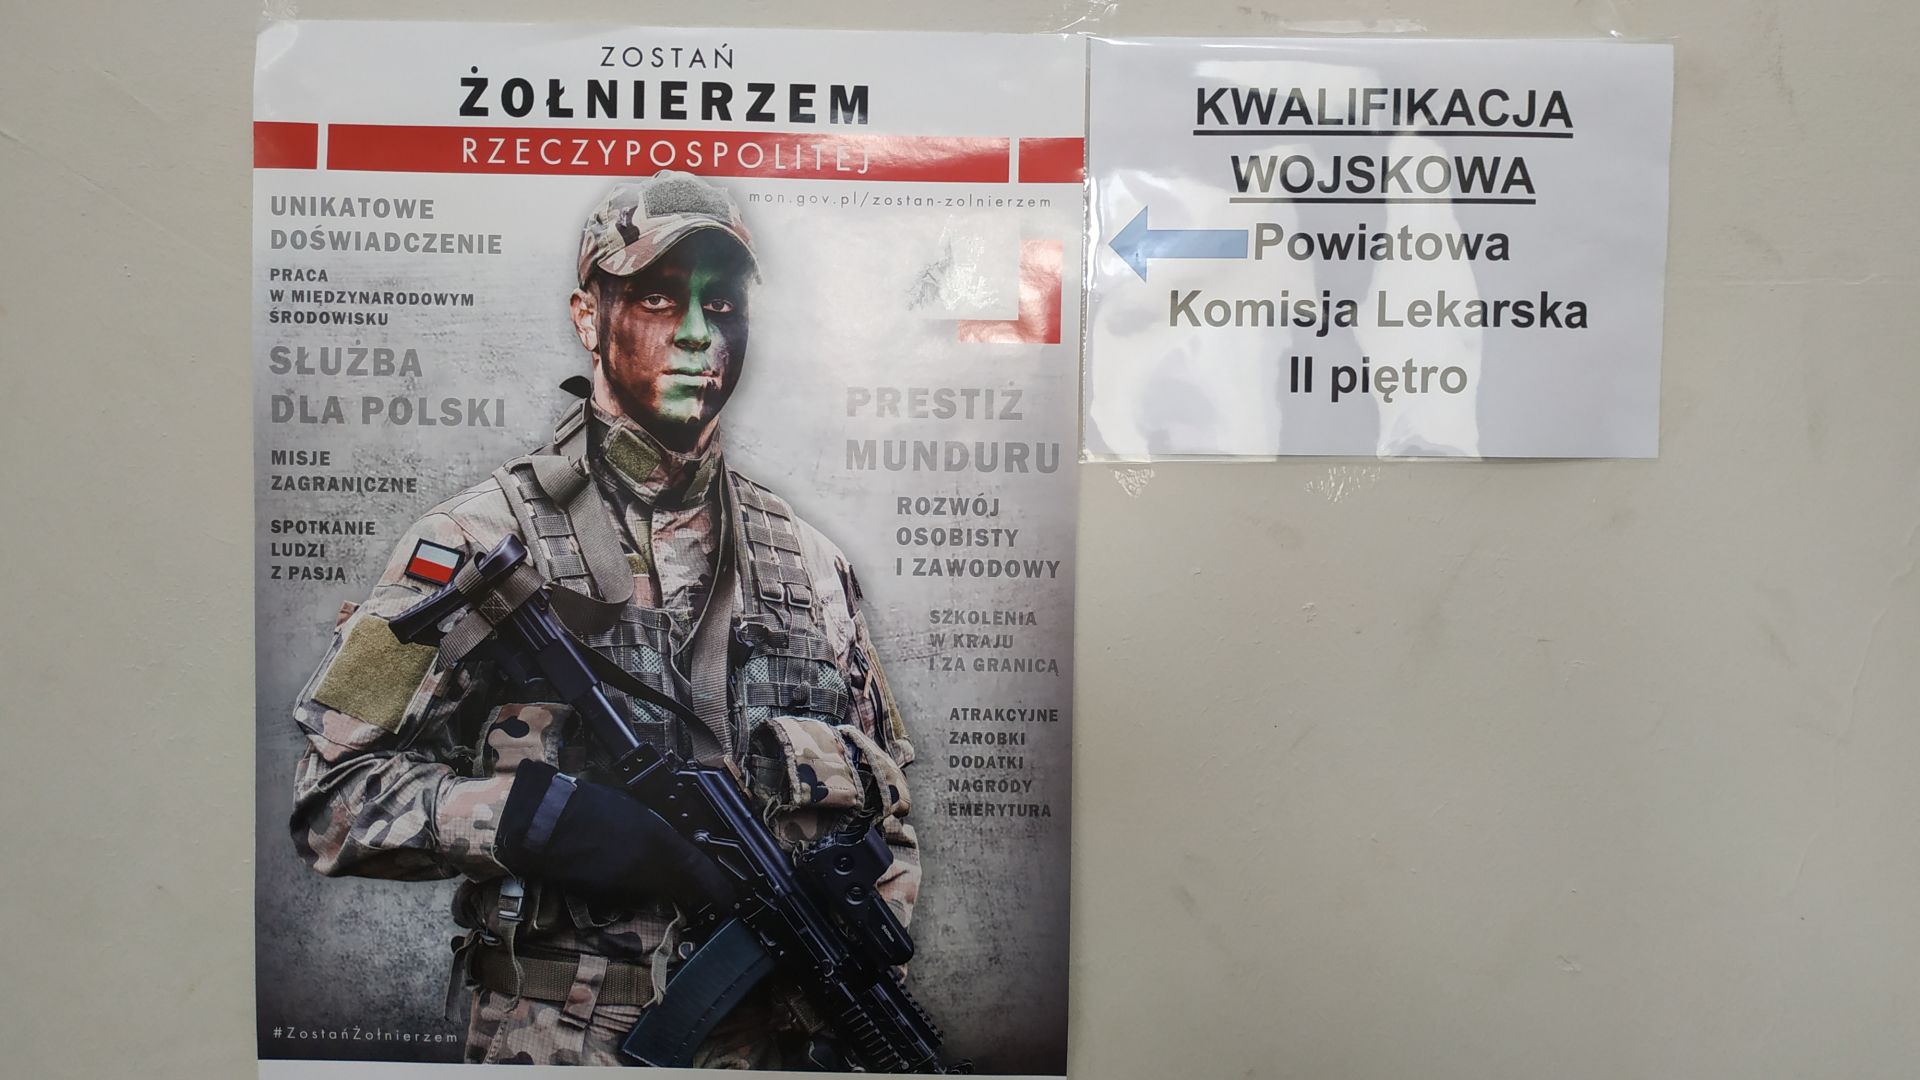 ZOSTAŃ
ŻOŁNIERZEM
RZECZYPOSPOLITEJ
mon.gov.pl/zostan-zolnierzem
UNIKATOWE
DOŚWIADCZENIE
PRACA
W MIĘDZYNARODOWYM
ŚRODOWISKU
SŁUŻBA
DLA POLSKI
MISJE
ZAGRANICZNE
SPOTKANIE
LUDZI
Z PASJĄ
PRESTIŻ
MUNDURU
ROZWÓJ
OSOBISTY
I ZAWODOWY
SZKOLENIA
W KRAJU
I ZA GRANICĄ
ATRAKCYJNE
ZAROBKI
DODATKI
NAGRODY
EMERYTURA
#ZostańŻołnierzem
KWALIFIKACJA
WOJSKOWA
Powiatowa
Komisja Lekarska
II piętro